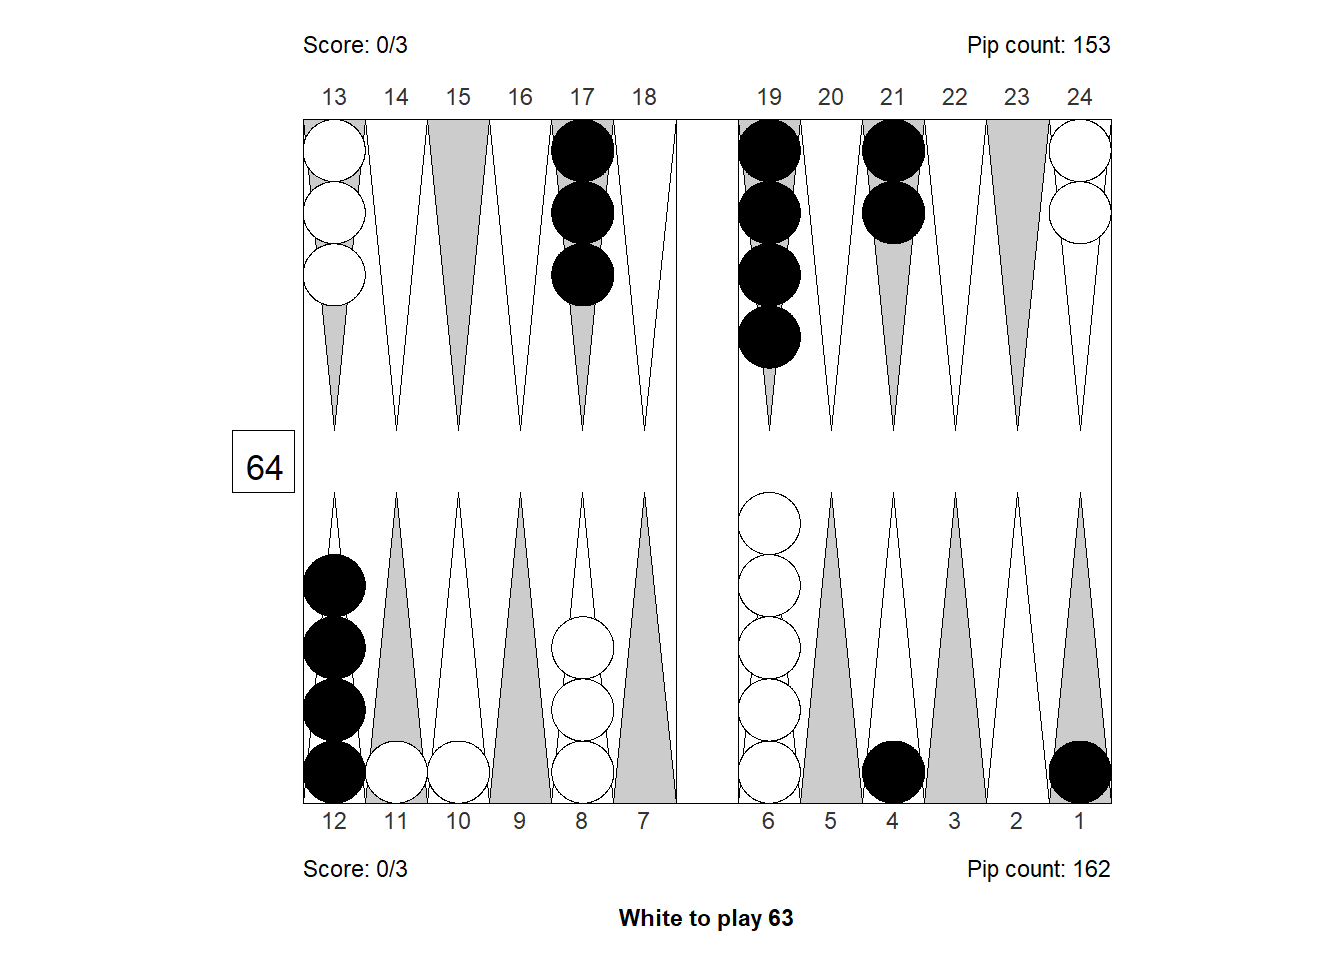 Score: 0/3 Pip count: 153
13 14 15 16 17 18 19 20 21 22 23 24
64
12 11 10 9 8 7 6 5 4 3 2 1
Score: 0/3 Pip count: 162
White to play 63